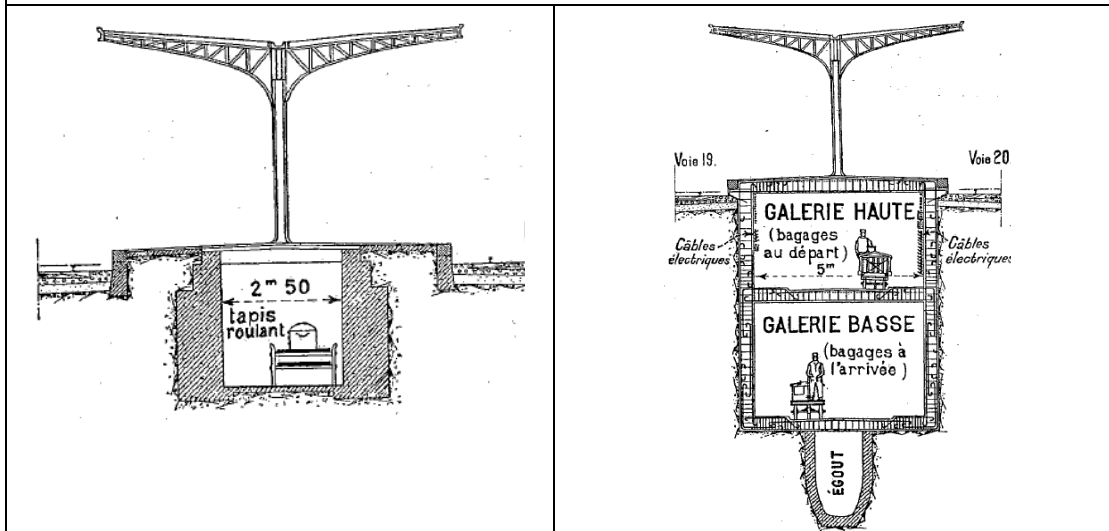 2ᵐ 50
tapis
roulant
Voie 19.
Voie 20
GALERIE HAUTE
(bagages
au départ)
5ᵐ
Câbles
électriques
Câbles
électriques
GALERIE BASSE
(bagages à
l'arrivée)
ÉGOUT